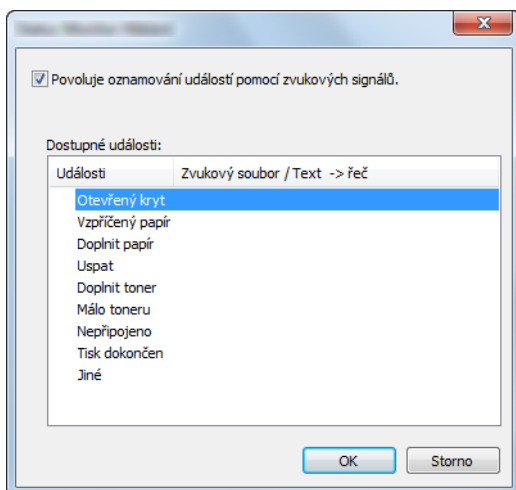 Povoluje oznamování událostí pomocí zvukových signálů.
Dostupné události:
Události Zvukový soubor / Text -> řeč
Otevřený kryt
Vzpříčený papír
Doplnit papír
Uspat
Doplnit toner
Málo toneru
Nepřipojeno
Tisk dokončen
Jiné
OK Storno